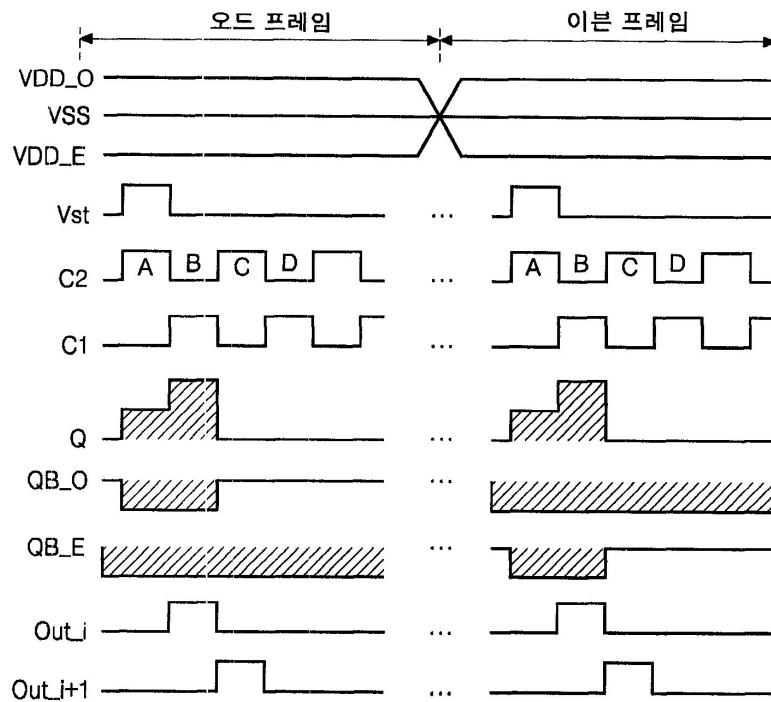 오드 프레임 이븐 프레임
VDD_O
VSS
VDD_E
Vst ...
C2 A B C D ... A B C D
C1 ...
Q ...
QB_O ...
QB_E ...
Out_i ...
Out_i+1 ...